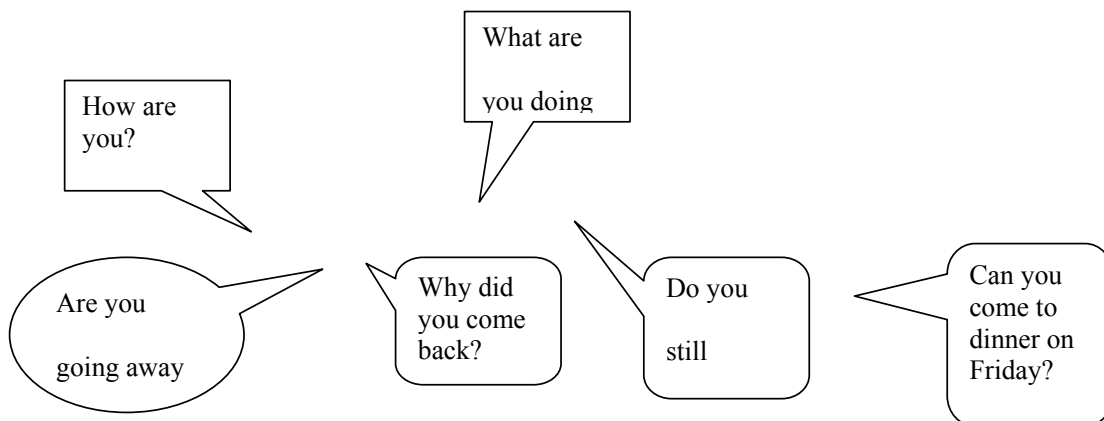 What are
you doing
How are
you?
Are you
going away
Why did
you come
back?
Do you
still
Can you
come to
dinner on
Friday?